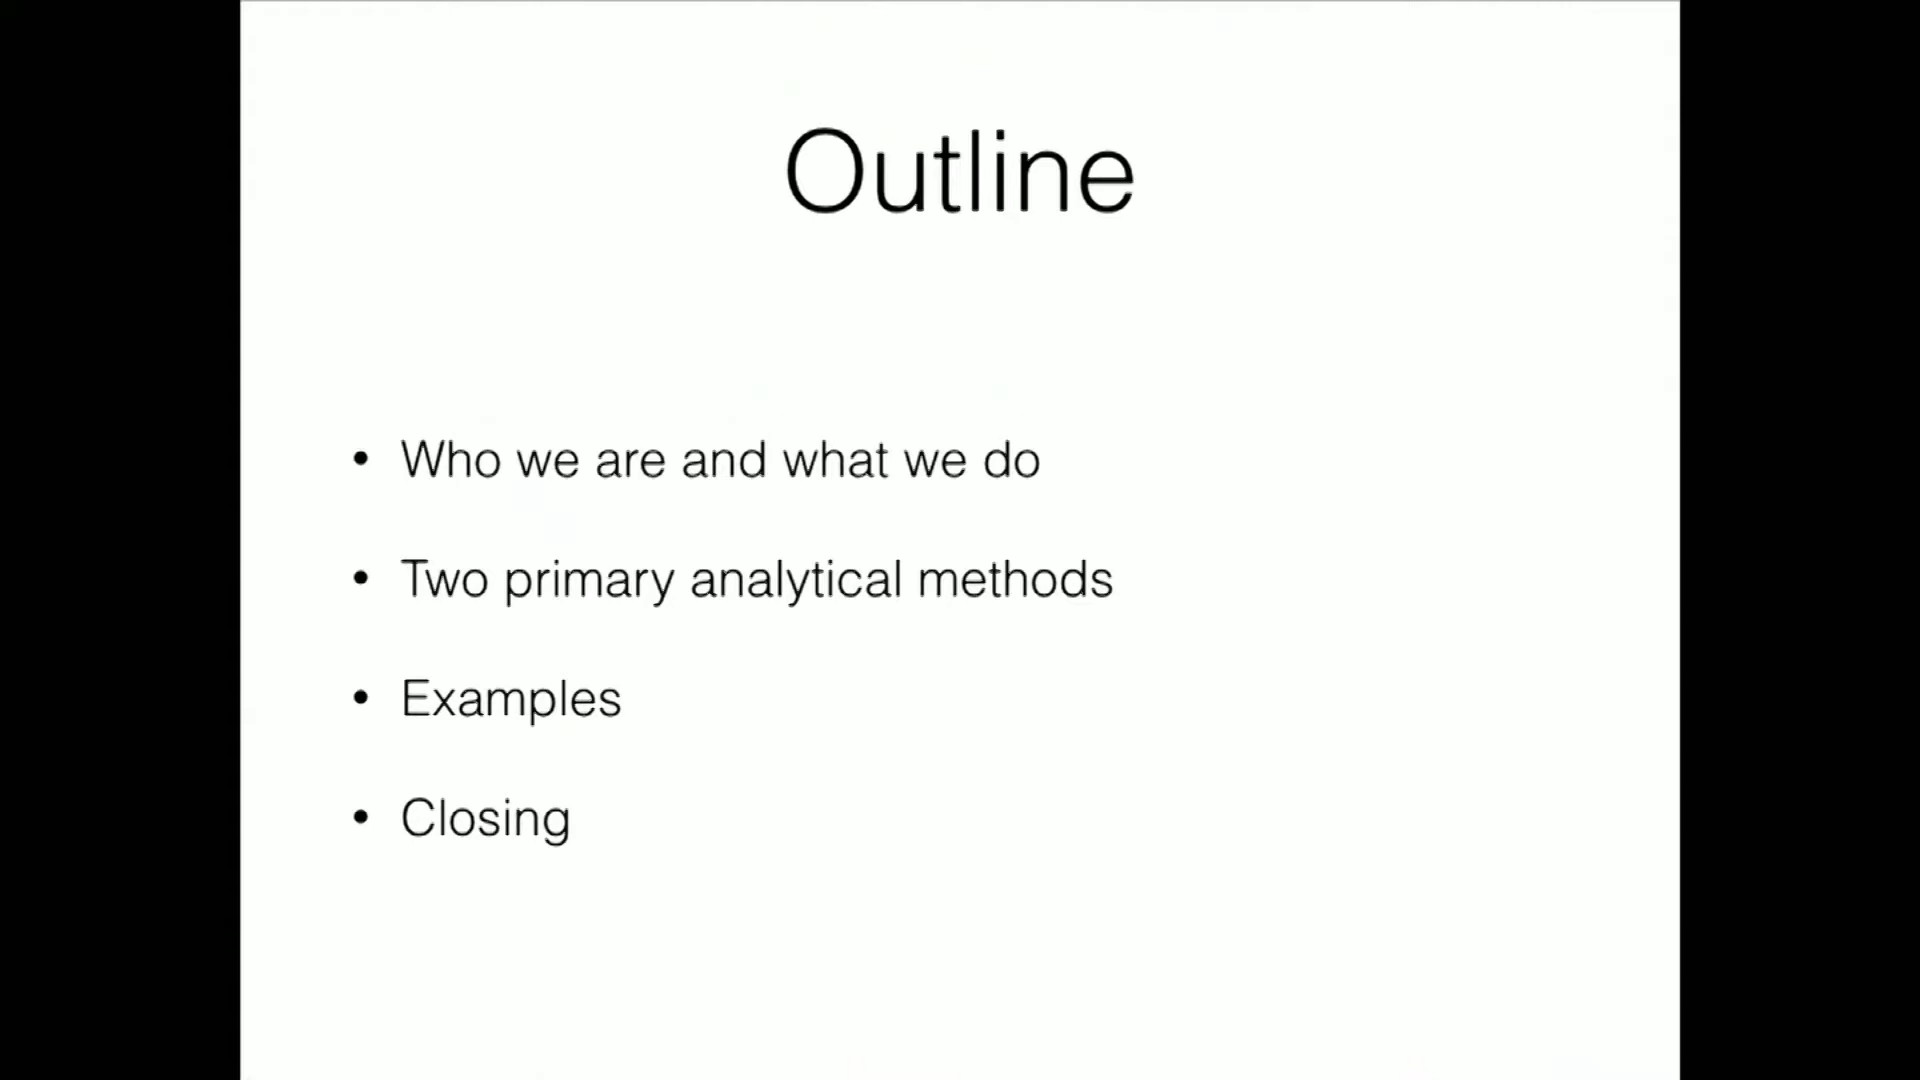 Outline
• Who we are and what we do
• Two primary analytical methods
• Examples
• Closing